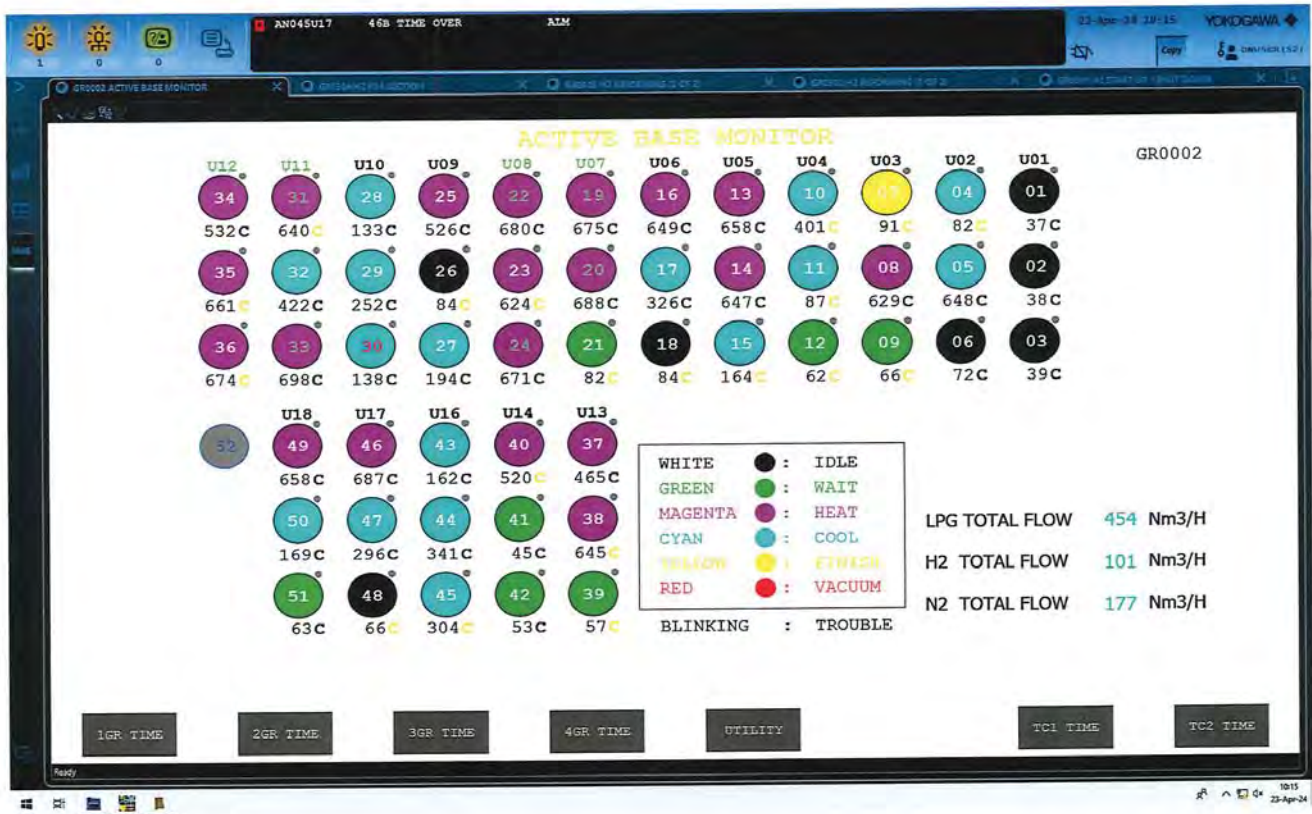 AN045U17 46B TIME OVER ALM
YOKOGAWA
1 0 0
Copy
GR0002 ACTIVE BASE MONITOR
ACTIVE BASE MONITOR
GR0002
U12 U11 U10 U09 U08 U07 U06 U05 U04 U03 U02 U01
34 31 28 25 22 19 16 13 10 04 01
532C 640C 133C 526C 680C 675C 649C 658C 401C 91C 82C 37C
35 32 29 26 23 20 17 14 11 08 05 02
661C 422C 252C 84C 624C 688C 326C 647C 87C 629C 648C 38C
36 33 30 27 24 21 18 15 12 09 06 03
674C 698C 138C 194C 671C 82C 84C 164C 62C 66C 72C 39C
U18 U17 U16 U14 U13
52 49 46 43 40 37
658C 687C 162C 520C 465C
50 47 44 41 38
169C 296C 341C 45C 645C
51 48 45 42 39
63C 66C 304C 53C 57C
WHITE : IDLE
GREEN : WAIT
MAGENTA : HEAT
CYAN : COOL
YELLOW : FINISH
RED : VACUUM
BLINKING : TROUBLE
LPG TOTAL FLOW 454 Nm3/H
H2 TOTAL FLOW 101 Nm3/H
N2 TOTAL FLOW 177 Nm3/H
1GR TIME 2GR TIME 3GR TIME 4GR TIME UTILITY TC1 TIME TC2 TIME
Ready
10:15
23-Apr-24